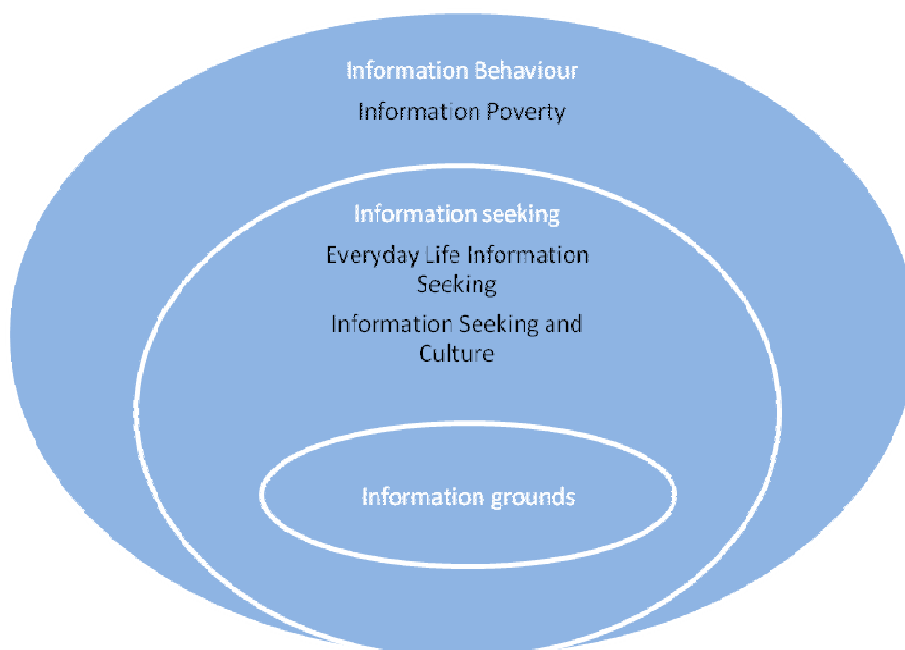 Information Behaviour
Information Poverty
Information seeking
Everyday Life Information
Seeking
Information Seeking and
Culture
Information grounds